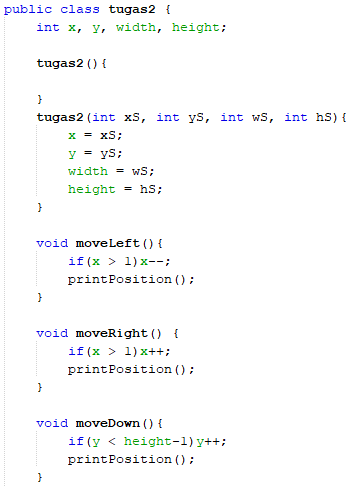 public class tugas2 {
    int x, y, width, height;

    tugas2(){

    }
    tugas2(int xS, int yS, int wS, int hS){
        x = xS;
        y = yS;
        width = wS;
        height = hS;
    }

    void moveLeft(){
        if(x > 1)x--;
        printPosition();
    }

    void moveRight() {
        if(x > 1)x++;
        printPosition();
    }

    void moveDown(){
        if(y < height-1)y++;
        printPosition();
    }